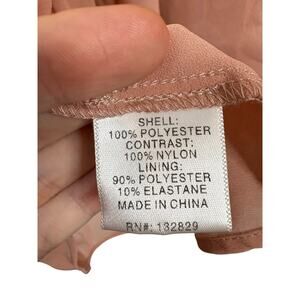 SHELL:
100% POLYESTER
CONTRAST:
100% NYLON
LINING:
90% POLYESTER
10% ELASTANE
MADE IN CHINA
RN#: 132829